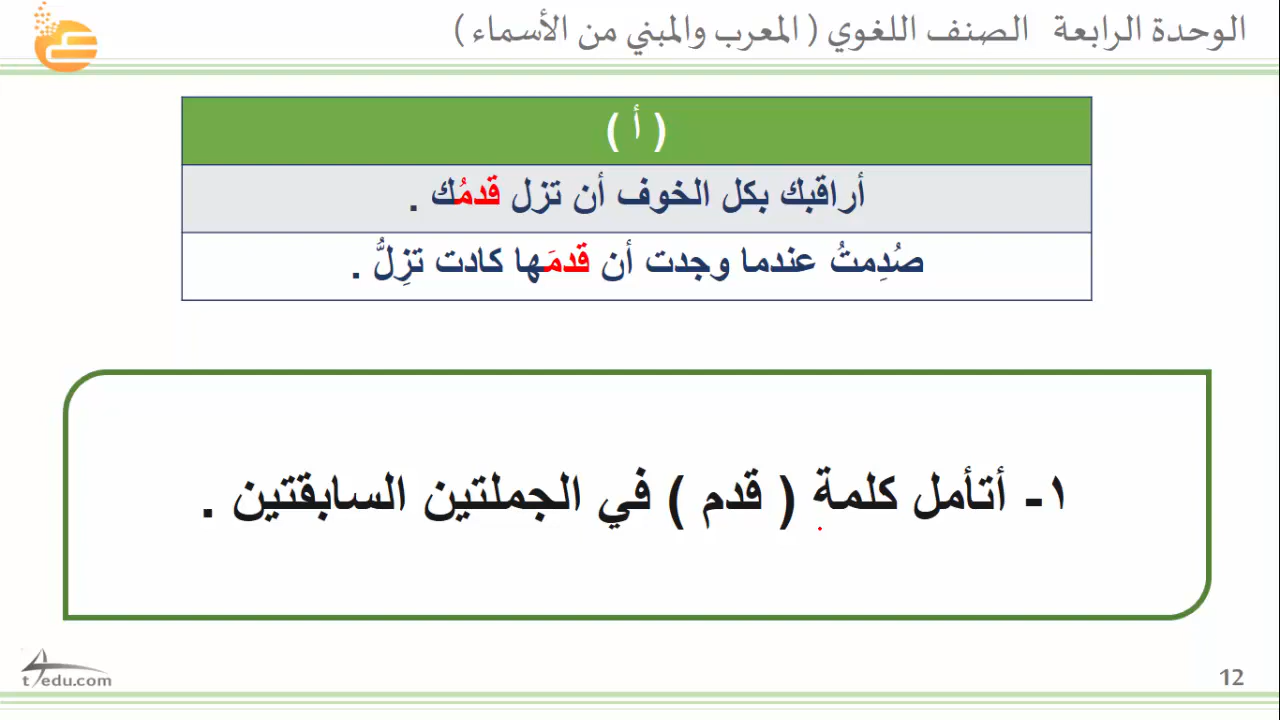 الوحدة الرابعة الصنف اللغوي ( المعرب والمبني من الأسماء )
( أ )
أراقبك بكل الخوف أن تزل قدمُك .
صُدِمتُ عندما وجدت أن قدمَها كادت تزِلُّ .
١- أتأمل كلمة ( قدم ) في الجملتين السابقتين .
t4edu.com
12